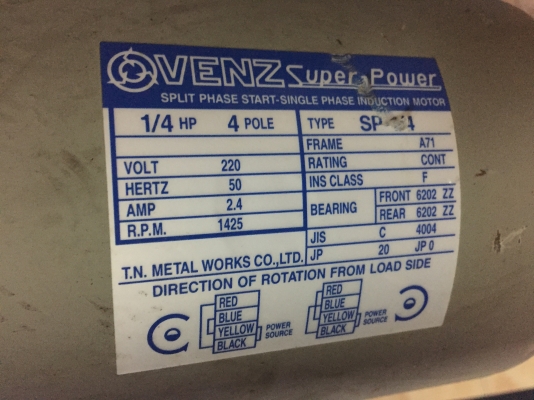 VENZ Super Power
SPLIT PHASE START-SINGLE PHASE INDUCTION MOTOR
1/4 HP 4 POLE
VOLT 220
HERTZ 50
AMP 2.4
R.P.M. 1425
TYPE
FRAME A71
RATING CONT
INS CLASS F
BEARING FRONT 6202 ZZ
REAR 6202 ZZ
JIS C 4004
JP 20 JP 0
T.N. METAL WORKS CO.,LTD.
DIRECTION OF ROTATION FROM LOAD SIDE
RED
BLUE
YELLOW
BLACK
POWER
SOURCE
RED
BLUE
YELLOW
BLACK
POWER
SOURCE